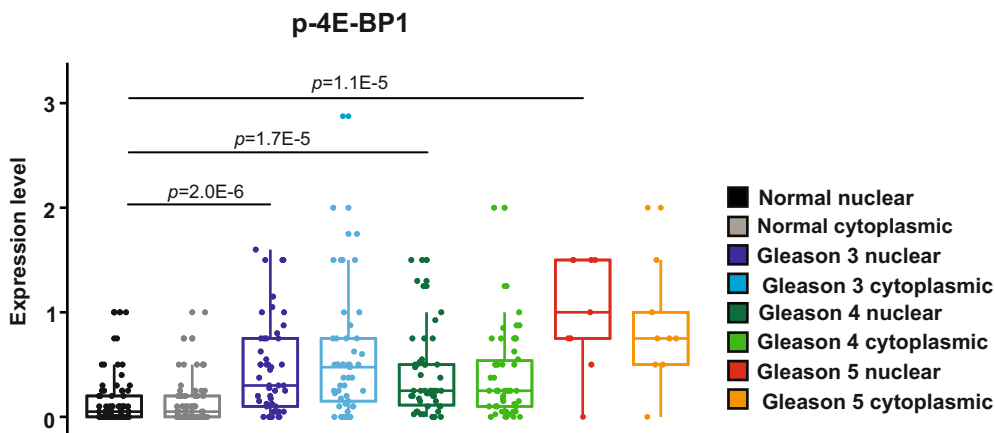 p-4E-BP1
Expression level
3
2
1
0
p=1.1E-5
p=1.7E-5
p=2.0E-6
Normal nuclear
Normal cytoplasmic
Gleason 3 nuclear
Gleason 3 cytoplasmic
Gleason 4 nuclear
Gleason 4 cytoplasmic
Gleason 5 nuclear
Gleason 5 cytoplasmic